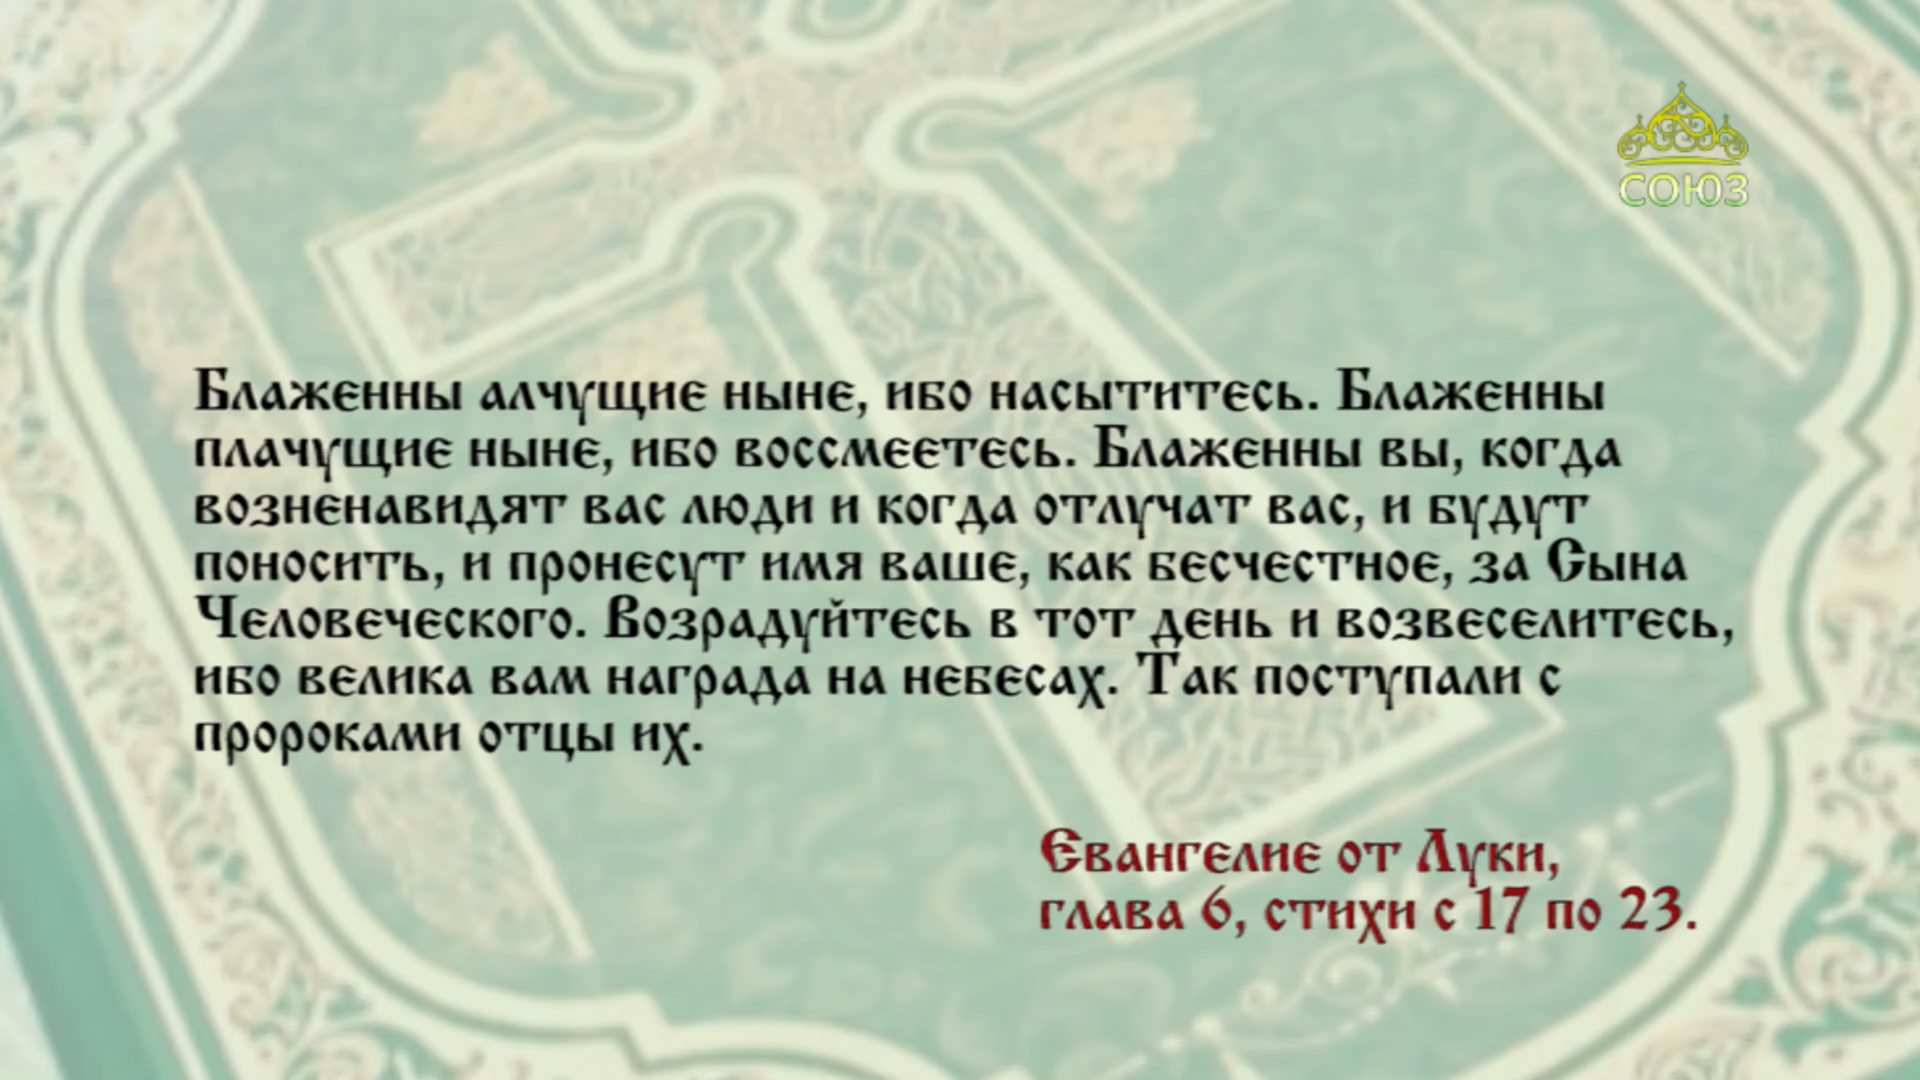 СОЮЗ
Блаженны алчущие ныне, ибо насытитесь. Блаженны
плачущие ныне, ибо воссмеетесь. Блаженны вы, когда
возненавидят вас люди и когда отлучат вас, и будут
поносить, и пронесут имя ваше, как бесчестное, за Сына
Человеческого. Возрадуйтесь в тот день и возвеселитесь,
ибо велика вам награда на небесах. Так поступали с
пророками отцы их.
Евангелие от Луки,
глава 6, стихи с 17 по 23.